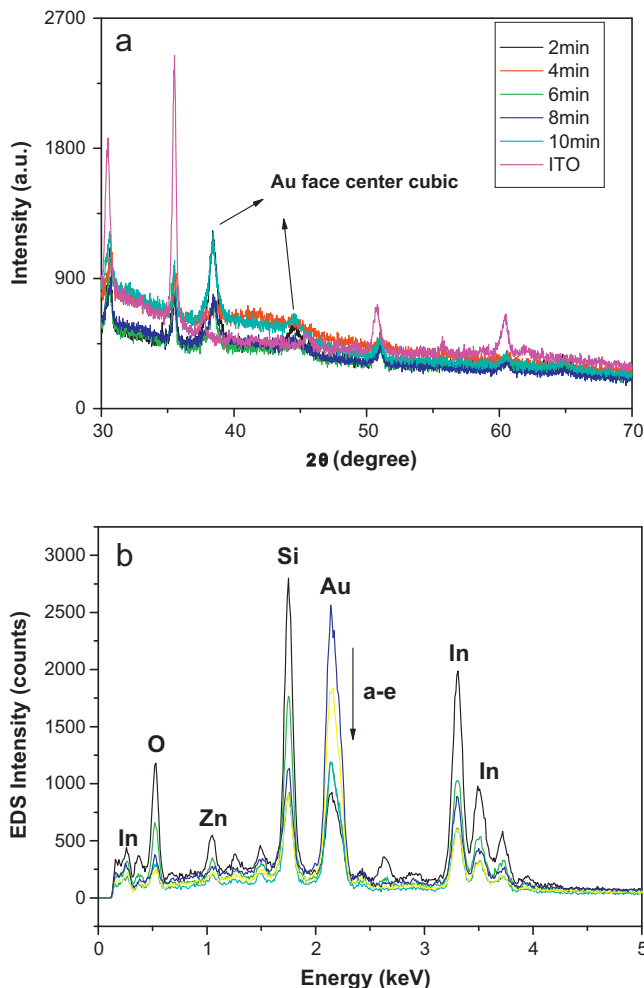 a
2700
1800
900
0
Intensity (a.u.)
2min
4min
6min
8min
10min
ITO
Au face center cubic
30
40
50
60
70
2θ (degree)
b
3000
2500
2000
1500
1000
500
0
EDS Intensity (counts)
In
O
Zn
Si
Au
a-e
In
In
0
1
2
3
4
5
Energy (keV)